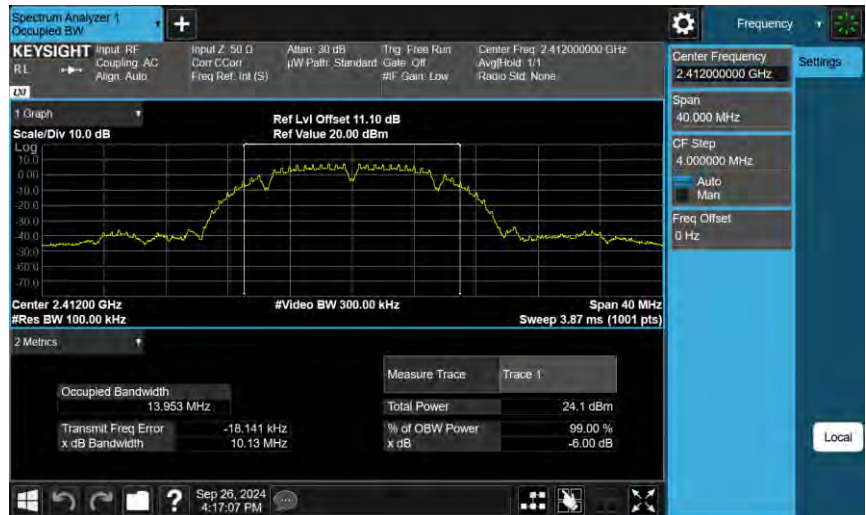 Spectrum Analyzer 1
Occupied BW
Frequency
KEYSIGHT
RL
Input: RF
Coupling: AC
Align: Auto
Input Z: 50 Ω
Corr CCorr
Freq Ref: Int (S)
Atten: 30 dB
µW Path: Standard
Trig: Free Run
Gate: Off
#IF Gain: Low
Center Freq: 2.412000000 GHz
Avg|Hold: 1/1
Radio Std: None
LXI
1 Graph
Scale/Div 10.0 dB
Ref Lvl Offset 11.10 dB
Ref Value 20.00 dBm
Log
10.0
0.00
-10.0
-20.0
-30.0
-40.0
-50.0
-60.0
-70.0
Center 2.41200 GHz
#Res BW 100.00 kHz
#Video BW 300.00 kHz
Span 40 MHz
Sweep 3.87 ms (1001 pts)
2 Metrics
Measure Trace
Trace 1
Occupied Bandwidth
13.953 MHz
Total Power
24.1 dBm
Transmit Freq Error
-18.141 kHz
% of OBW Power
99.00 %
x dB Bandwidth
10.13 MHz
x dB
-6.00 dB
Center Frequency
2.412000000 GHz
Settings
Span
40.000 MHz
CF Step
4.000000 MHz
Auto
Man
Freq Offset
0 Hz
Local
?
Sep 26, 2024
4:17:07 PM